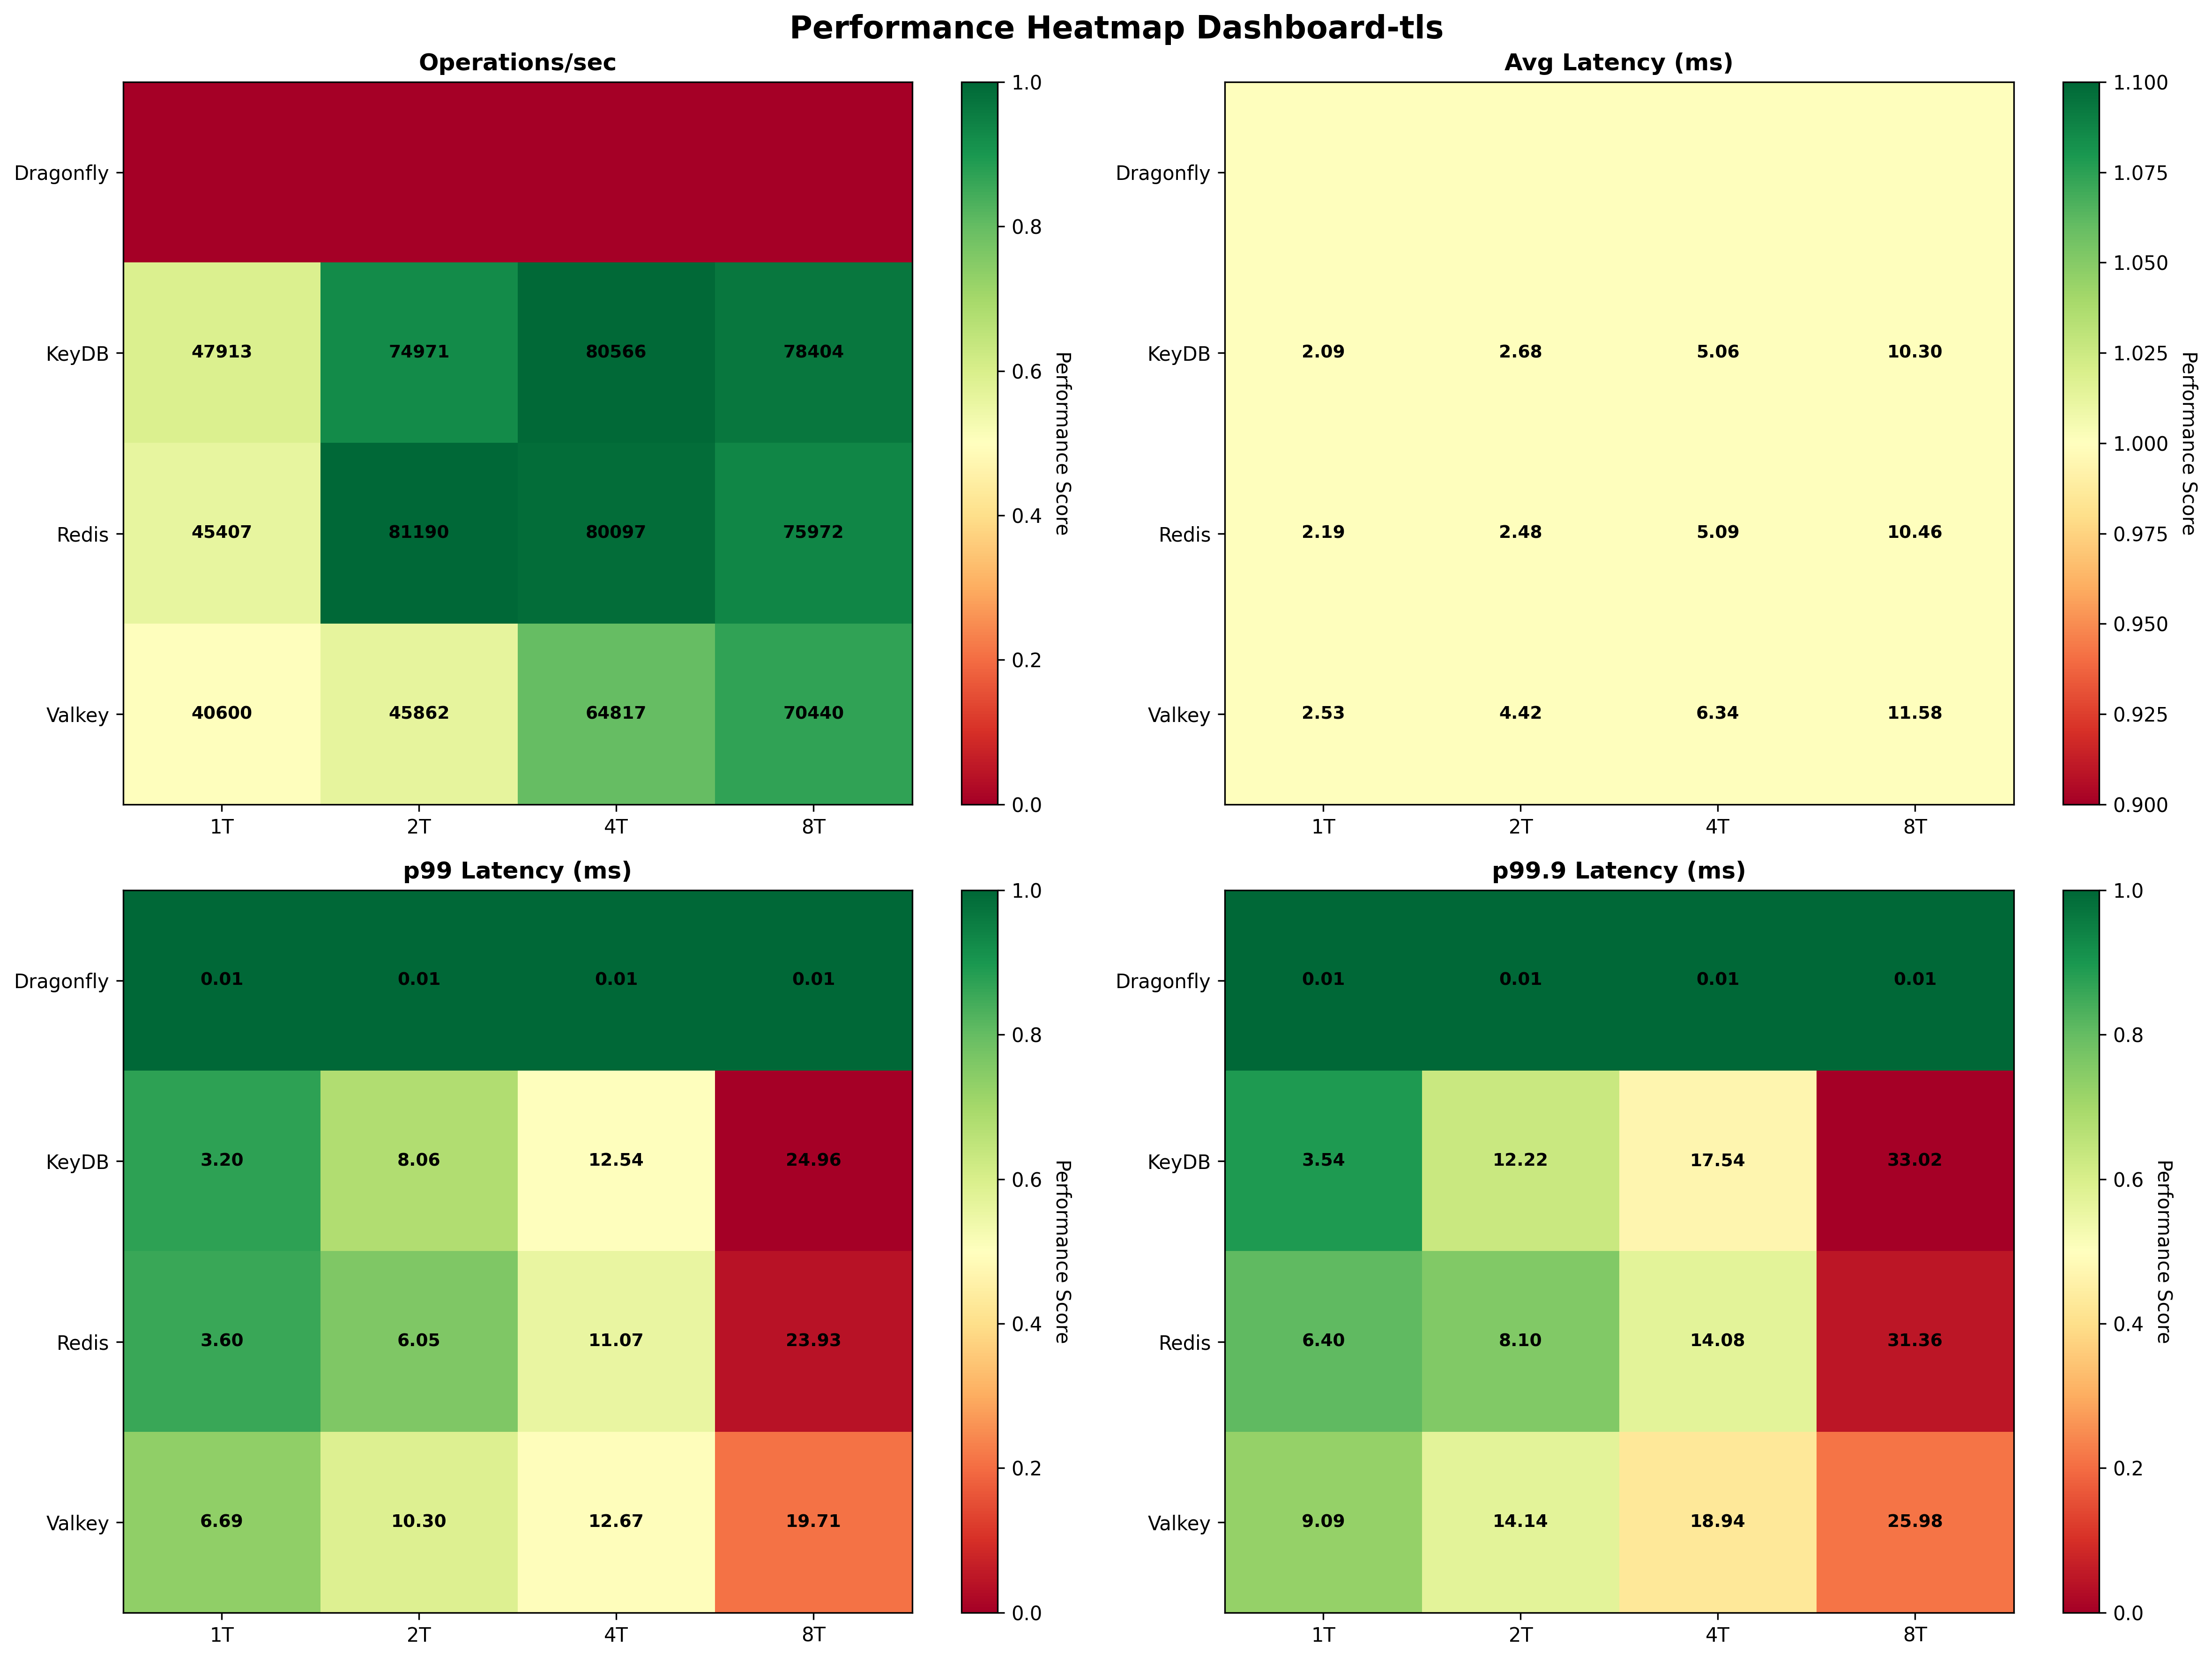 Performance Heatmap Dashboard-tls
Operations/sec
Dragonfly
KeyDB 47913 74971 80566 78404
Redis 45407 81190 80097 75972
Valkey 40600 45862 64817 70440
1T 2T 4T 8T
1.0
0.8
0.6
0.4
0.2
0.0
Performance Score
Avg Latency (ms)
Dragonfly
KeyDB 2.09 2.68 5.06 10.30
Redis 2.19 2.48 5.09 10.46
Valkey 2.53 4.42 6.34 11.58
1T 2T 4T 8T
1.100
1.075
1.050
1.025
1.000
0.975
0.950
0.925
0.900
Performance Score
p99 Latency (ms)
Dragonfly 0.01 0.01 0.01 0.01
KeyDB 3.20 8.06 12.54 24.96
Redis 3.60 6.05 11.07 23.93
Valkey 6.69 10.30 12.67 19.71
1T 2T 4T 8T
1.0
0.8
0.6
0.4
0.2
0.0
Performance Score
p99.9 Latency (ms)
Dragonfly 0.01 0.01 0.01 0.01
KeyDB 3.54 12.22 17.54 33.02
Redis 6.40 8.10 14.08 31.36
Valkey 9.09 14.14 18.94 25.98
1T 2T 4T 8T
1.0
0.8
0.6
0.4
0.2
0.0
Performance Score